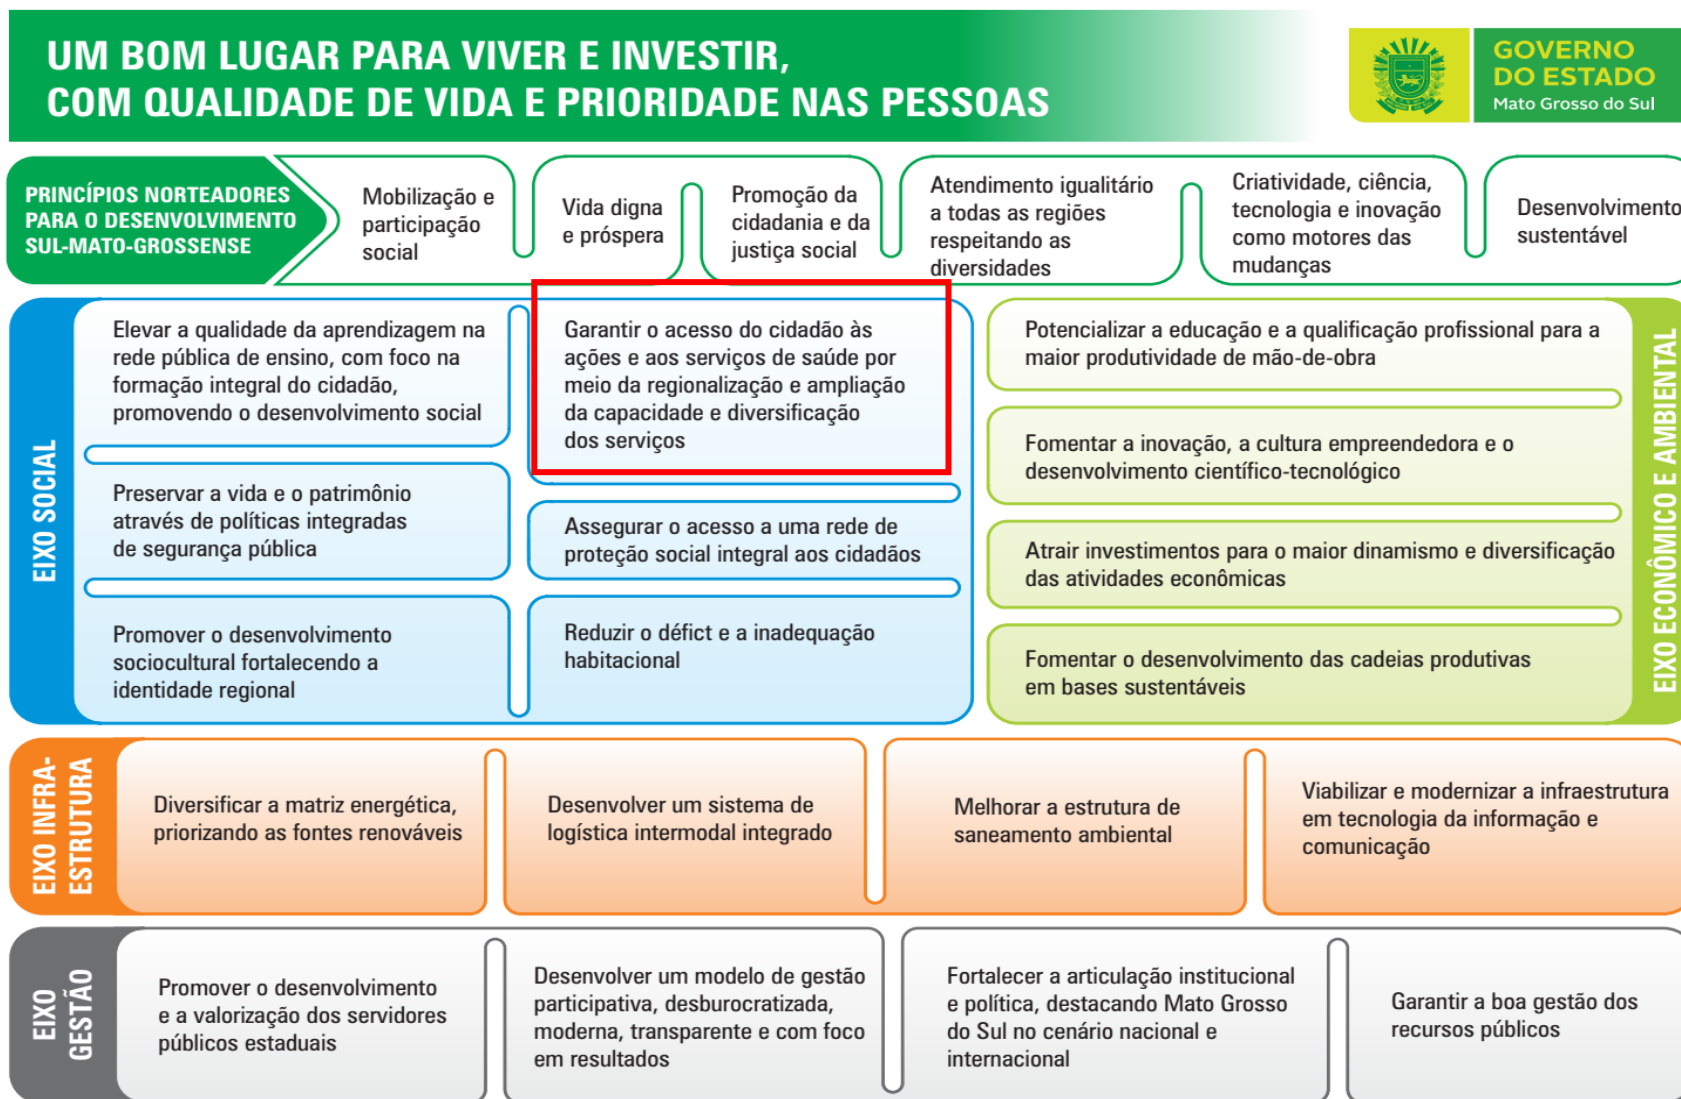 UM BOM LUGAR PARA VIVER E INVESTIR,
COM QUALIDADE DE VIDA E PRIORIDADE NAS PESSOAS
GOVERNO
DO ESTADO
Mato Grosso do Sul
PRINCÍPIOS NORTEADORES
PARA O DESENVOLVIMENTO
SUL-MATO-GROSSENSE
Mobilização e
participação
social
Vida digna
e próspera
Promoção da
cidadania e da
justiça social
Atendimento igualitário
a todas as regiões
respeitando as
diversidades
Criatividade, ciência,
tecnologia e inovação
como motores das
mudanças
Desenvolvimento
sustentável
EIXO SOCIAL
Elevar a qualidade da aprendizagem na
rede pública de ensino, com foco na
formação integral do cidadão,
promovendo o desenvolvimento social
Preservar a vida e o patrimônio
através de políticas integradas
de segurança pública
Promover o desenvolvimento
sociocultural fortalecendo a
identidade regional
Garantir o acesso do cidadão às
ações e aos serviços de saúde por
meio da regionalização e ampliação
da capacidade e diversificação
dos serviços
Assegurar o acesso a uma rede de
proteção social integral aos cidadãos
Reduzir o défict e a inadequação
habitacional
Potencializar a educação e a qualificação profissional para a
maior produtividade de mão-de-obra
Fomentar a inovação, a cultura empreendedora e o
desenvolvimento científico-tecnológico
Atrair investimentos para o maior dinamismo e diversificação
das atividades econômicas
Fomentar o desenvolvimento das cadeias produtivas
em bases sustentáveis
EIXO ECONÔMICO E AMBIENTAL
EIXO INFRA-
ESTRUTURA
Diversificar a matriz energética,
priorizando as fontes renováveis
Desenvolver um sistema de
logística intermodal integrado
Melhorar a estrutura de
saneamento ambiental
Viabilizar e modernizar a infraestrutura
em tecnologia da informação e
comunicação
EIXO
GESTÃO
Promover o desenvolvimento
e a valorização dos servidores
públicos estaduais
Desenvolver um modelo de gestão
participativa, desburocratizada,
moderna, transparente e com foco
em resultados
Fortalecer a articulação institucional
e política, destacando Mato Grosso
do Sul no cenário nacional e
internacional
Garantir a boa gestão dos
recursos públicos